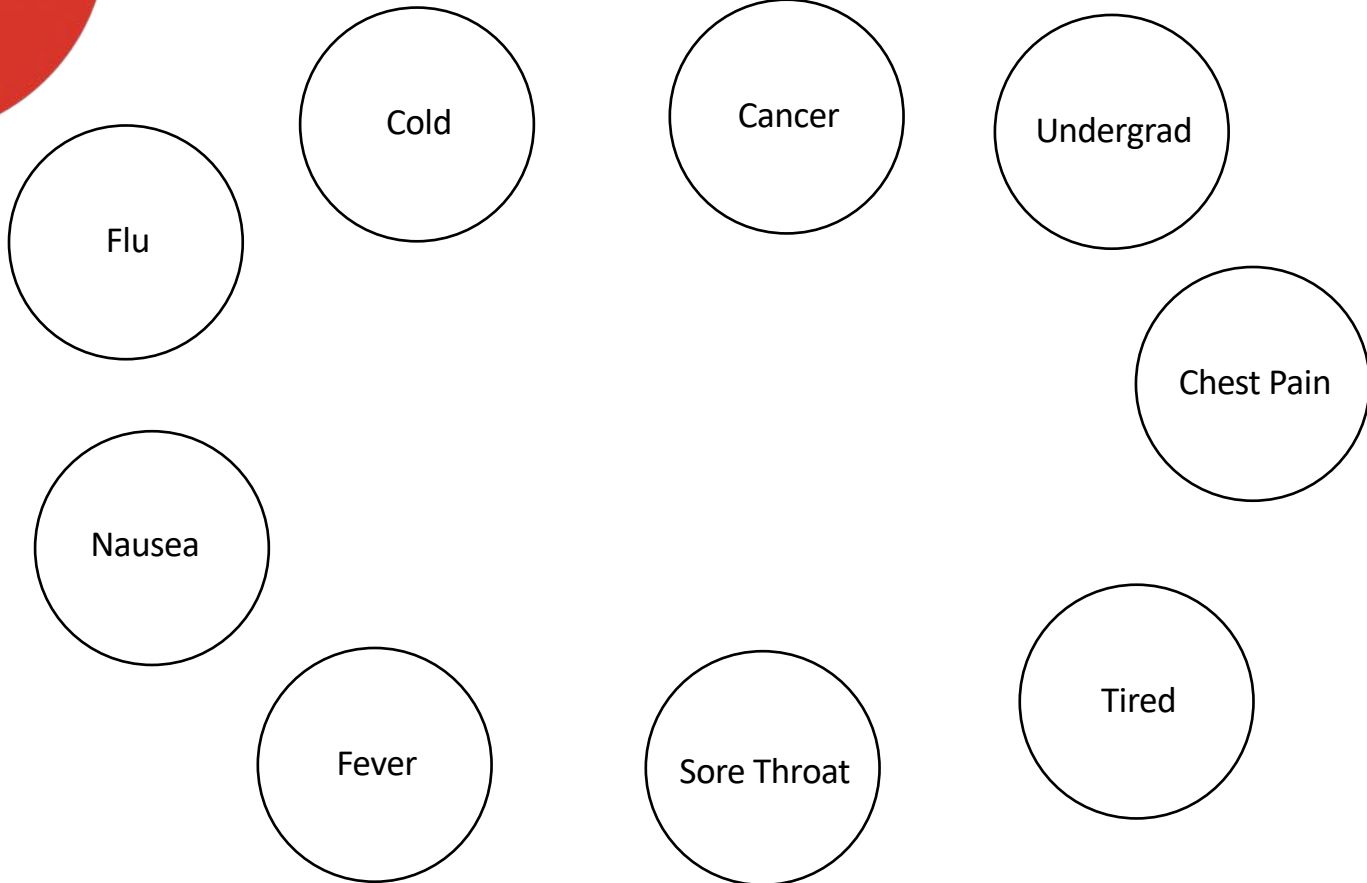 Cold
Cancer
Undergrad
Flu
Chest Pain
Nausea
Tired
Fever
Sore Throat